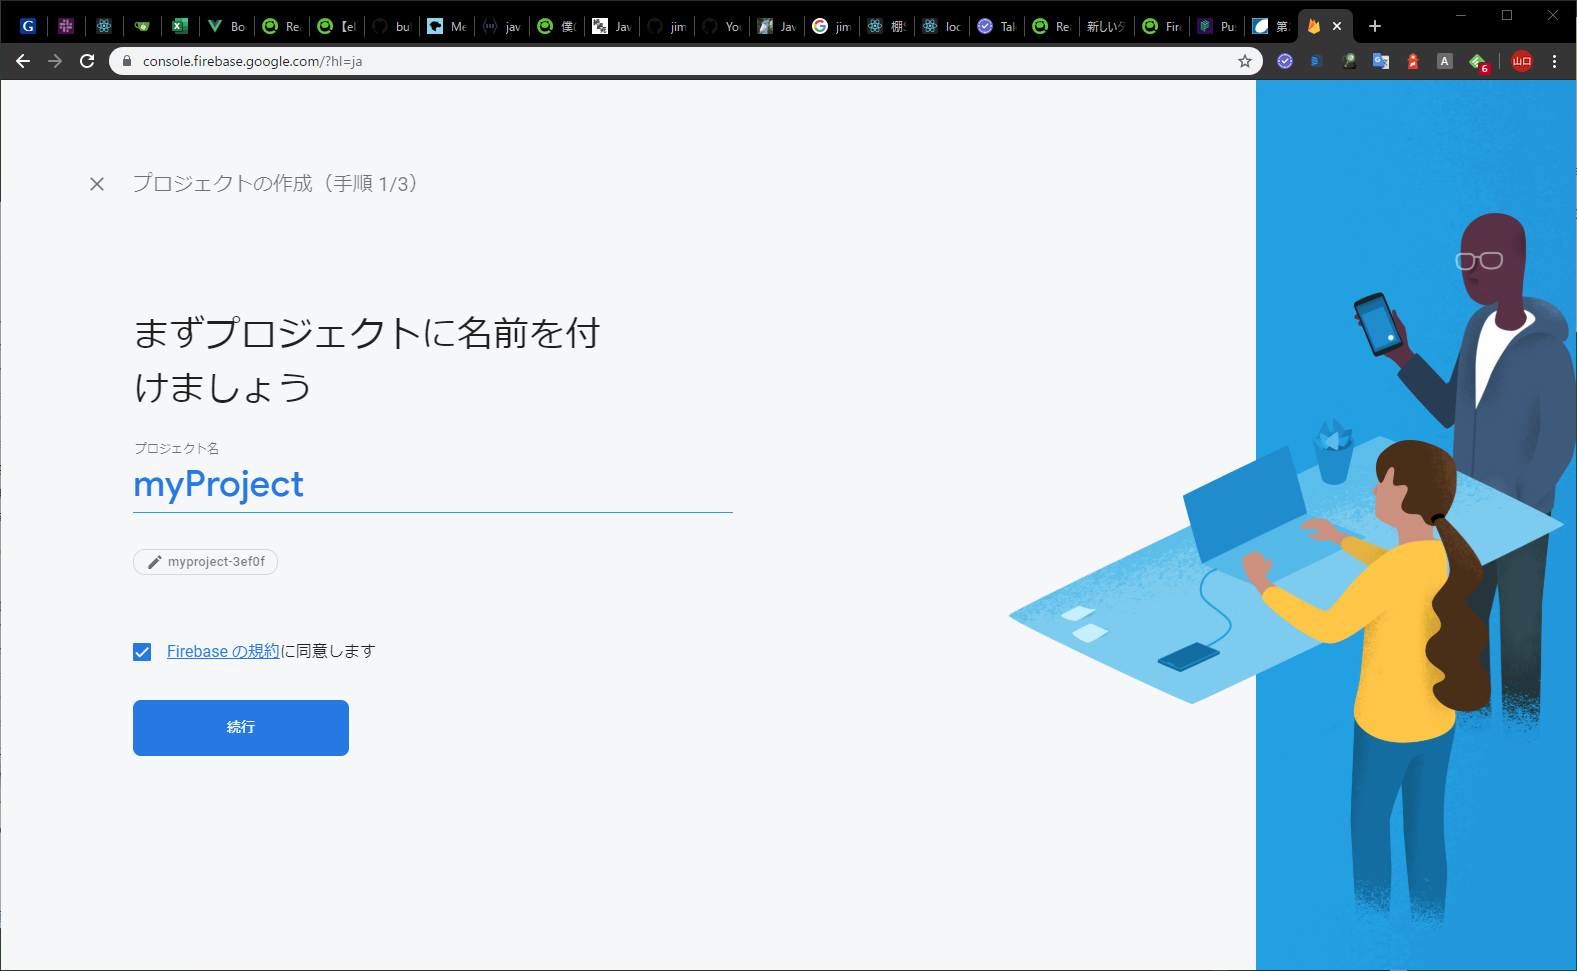 G
Bo
Re
【el
bu
Me
jav
僕(
Jav
jim
Yo
Jav
jim
棚S
loc
Tal
Re
新しいタ
Fir
Pu
第
console.firebase.google.com/?hl=ja
A
6
山口
プロジェクトの作成（手順 1/3）
まずプロジェクトに名前を付
けましょう
プロジェクト名
myProject
myproject-3ef0f
Firebase の規約に同意します
続行